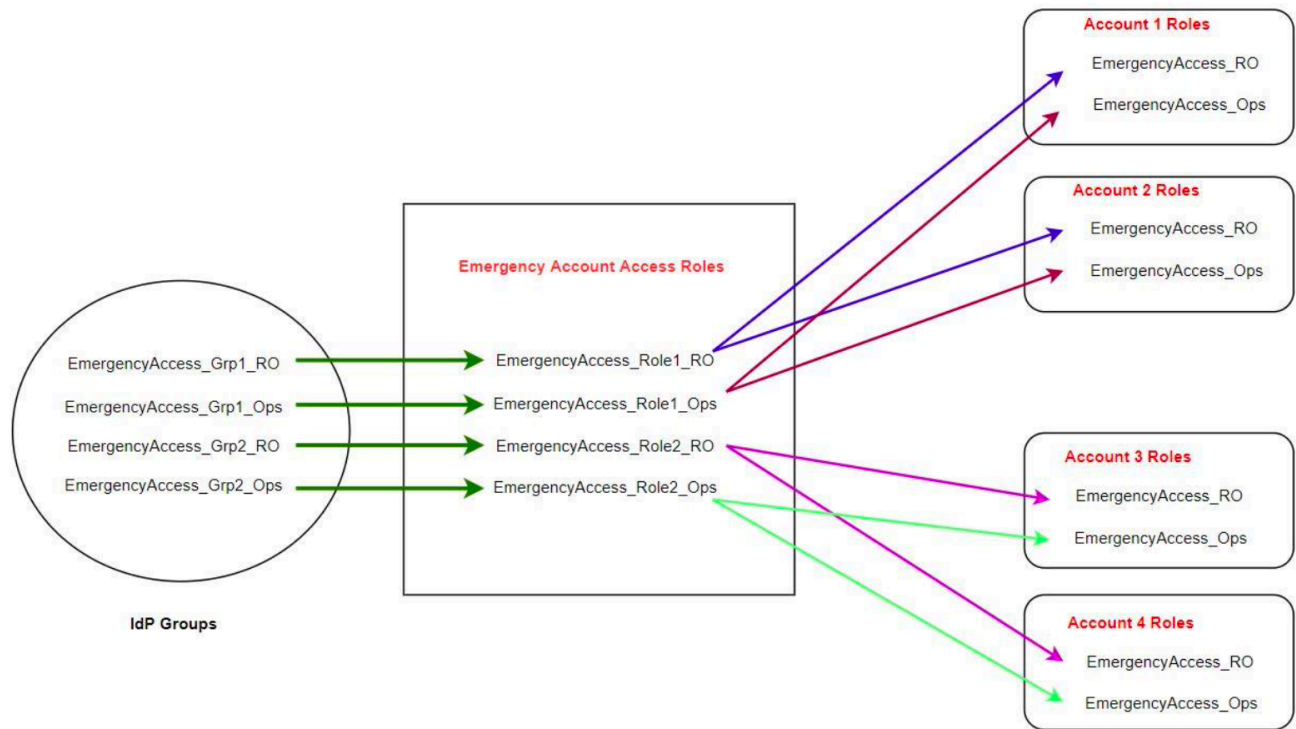 EmergencyAccess_Grp1_RO
EmergencyAccess_Grp1_Ops
EmergencyAccess_Grp2_RO
EmergencyAccess_Grp2_Ops
IdP Groups
Emergency Account Access Roles
EmergencyAccess_Role1_RO
EmergencyAccess_Role1_Ops
EmergencyAccess_Role2_RO
EmergencyAccess_Role2_Ops
Account 1 Roles
EmergencyAccess_RO
EmergencyAccess_Ops
Account 2 Roles
EmergencyAccess_RO
EmergencyAccess_Ops
Account 3 Roles
EmergencyAccess_RO
EmergencyAccess_Ops
Account 4 Roles
EmergencyAccess_RO
EmergencyAccess_Ops